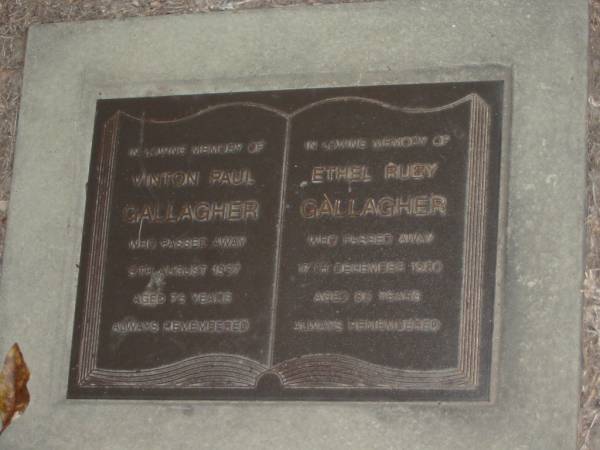 IN LOVING MEMORY OF
VINTON PAUL
GALLAGHER
WHO PASSED AWAY
AUGUST
AGED YEARS
ALWAYS REMEMBERED
IN LOVING MEMORY OF
ETHEL RUBY
GALLAGHER
WHO PASSED AWAY
17TH DECEMBER
AGED YEARS
ALWAYS REMEMBERED